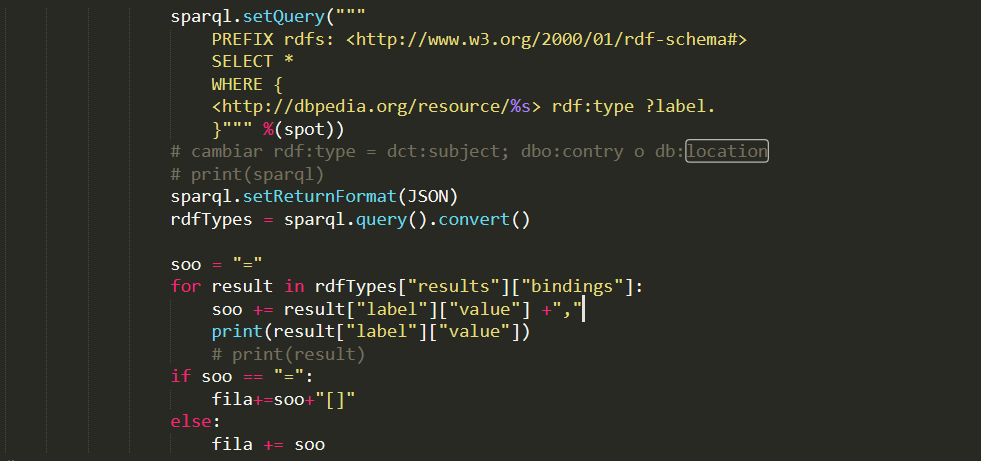 sparql.setQuery("""
PREFIX rdfs: <http://www.w3.org/2000/01/rdf-schema#>
SELECT *
WHERE {
<http://dbpedia.org/resource/%s> rdf:type ?label.
}""" %(spot))
# cambiar rdf:type = dct:subject; dbo:contry o db:location
# print(sparql)
sparql.setReturnFormat(JSON)
rdfTypes = sparql.query().convert()
soo = "="
for result in rdfTypes["results"]["bindings"]:
soo += result["label"]["value"] +","
print(result["label"]["value"])
# print(result)
if soo == "=":
fila+=soo+"[]"
else:
fila += soo